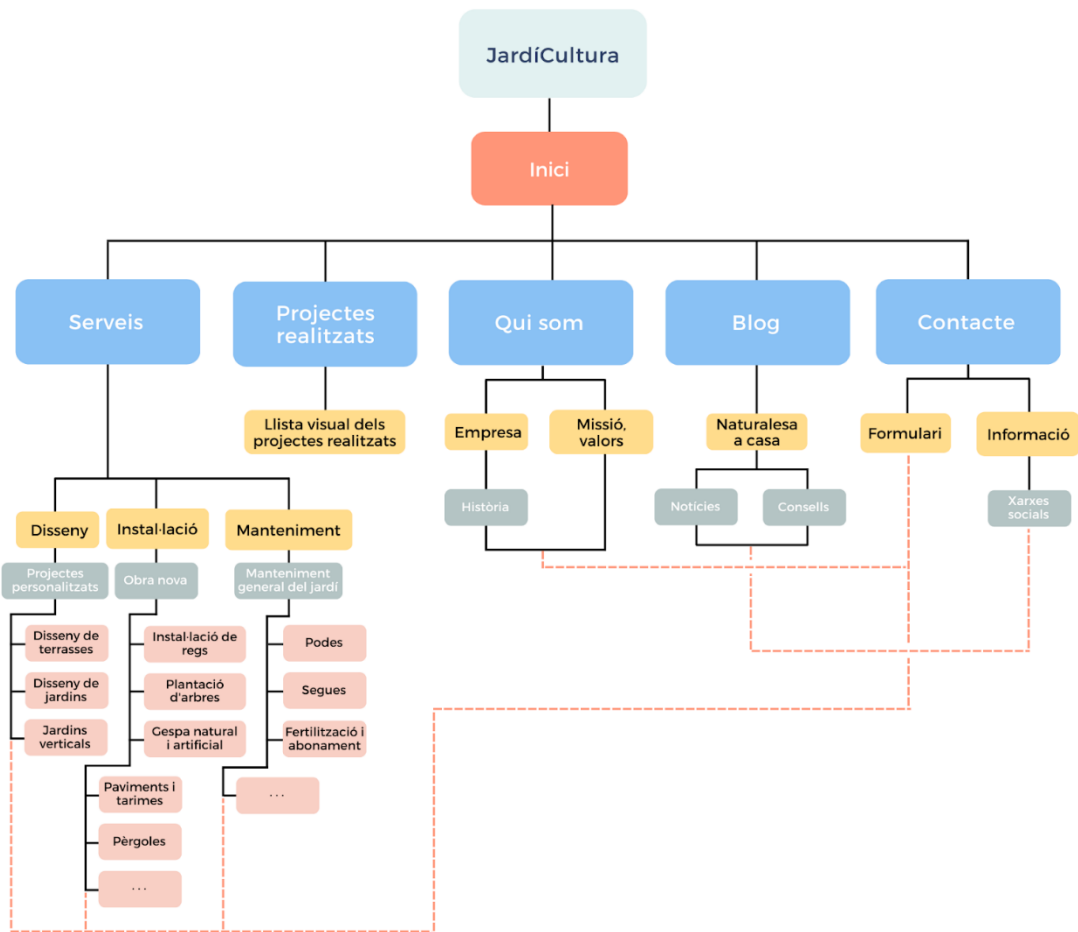 JardíCultura
Inici
Serveis
Projectes
realitzats
Qui som
Blog
Contacte
Llista visual dels
projectes realitzats
Empresa
Missió,
valors
Naturalesa
a casa
Formulari
Informació
Història
Notícies
Consells
Xarxes
socials
Disseny
Instal·lació
Manteniment
Projectes
personalitzats
Obra nova
Manteniment
general del jardí
Disseny de
terrasses
Instal·lació de
regs
Podes
Disseny de
jardins
Plantació
d'arbres
Segues
Jardins
verticals
Gespa natural
i artificial
Fertilització i
abonament
Paviments i
tarimes
...
Pèrgoles
...